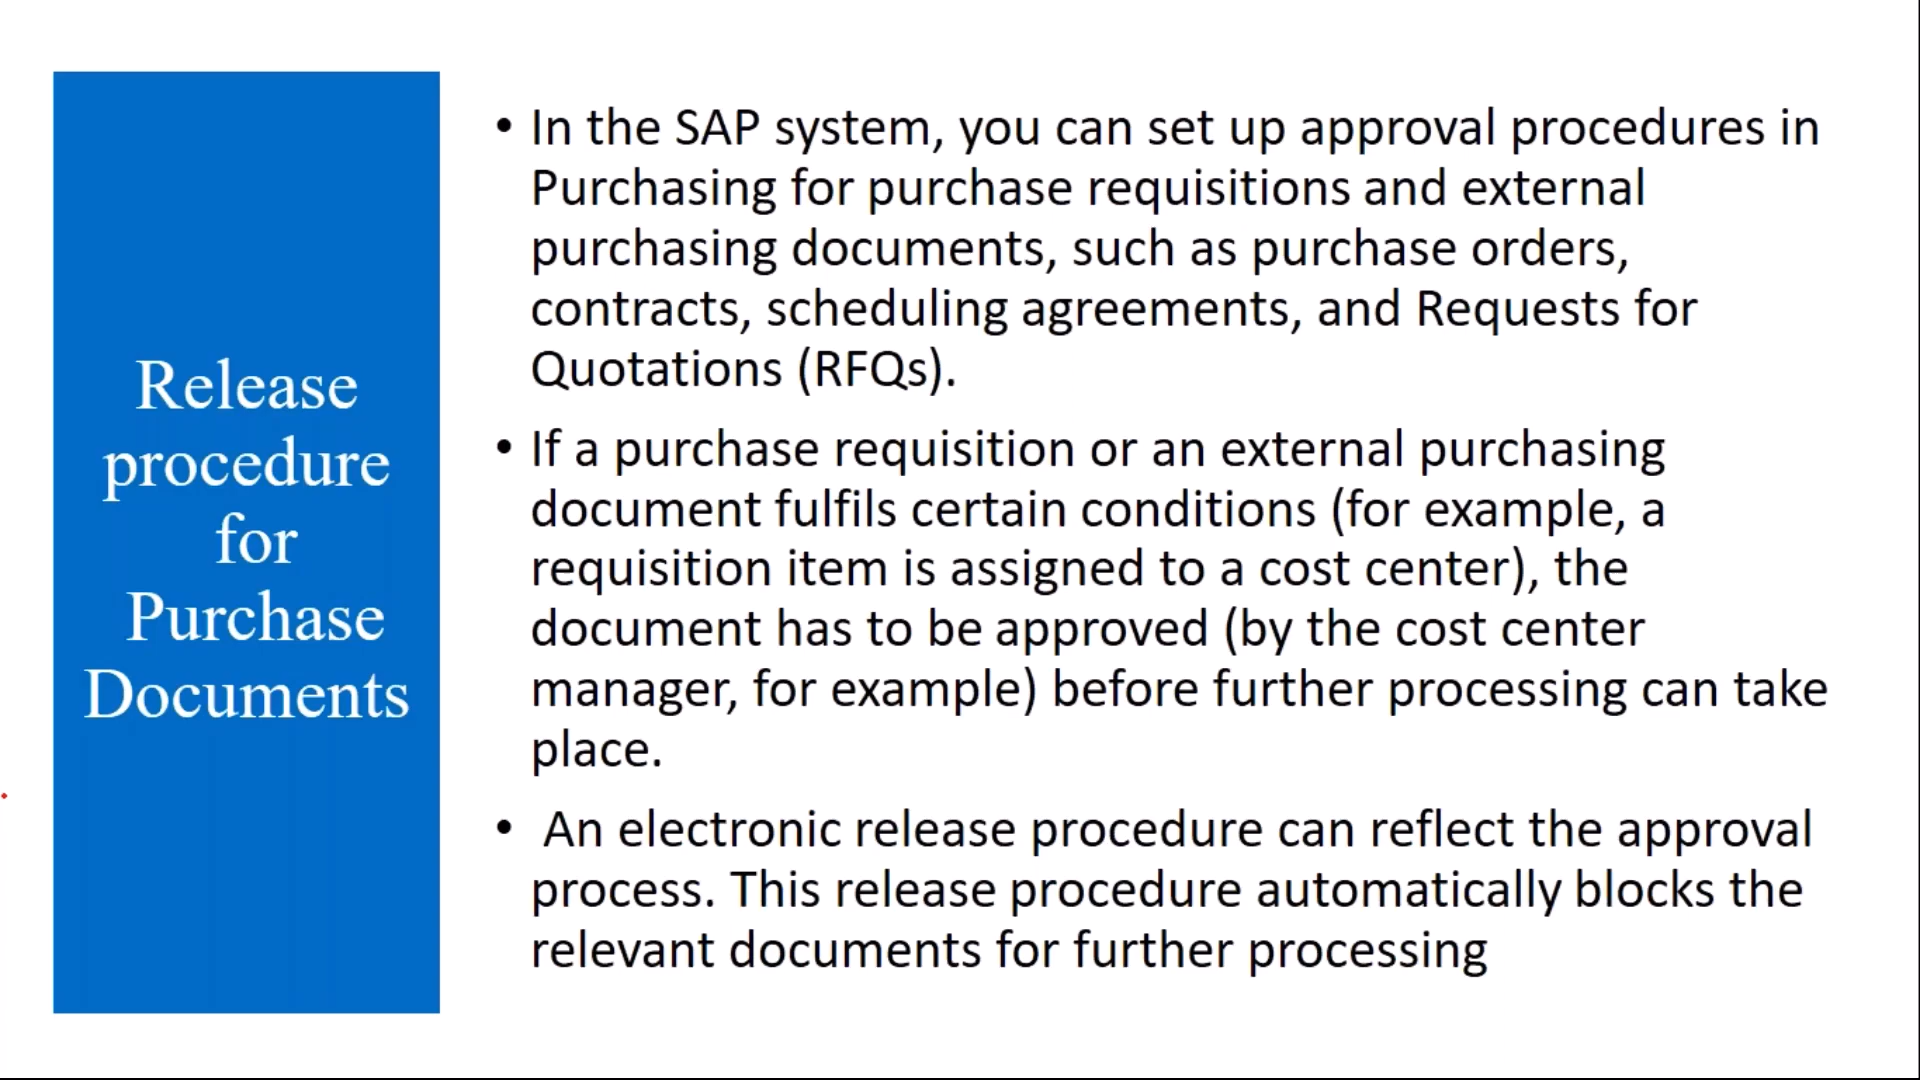 Release
procedure
for
Purchase
Documents
• In the SAP system, you can set up approval procedures in
Purchasing for purchase requisitions and external
purchasing documents, such as purchase orders,
contracts, scheduling agreements, and Requests for
Quotations (RFQs).
• If a purchase requisition or an external purchasing
document fulfils certain conditions (for example, a
requisition item is assigned to a cost center), the
document has to be approved (by the cost center
manager, for example) before further processing can take
place.
• An electronic release procedure can reflect the approval
process. This release procedure automatically blocks the
relevant documents for further processing